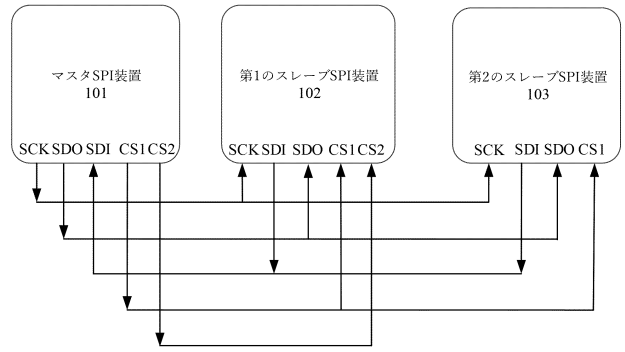 マスタSPI装置
101
SCK SDO SDI CS1 CS2
第1のスレーブSPI装置
102
SCK SDI SDO CS1 CS2
第2のスレーブSPI装置
103
SCK SDI SDO CS1